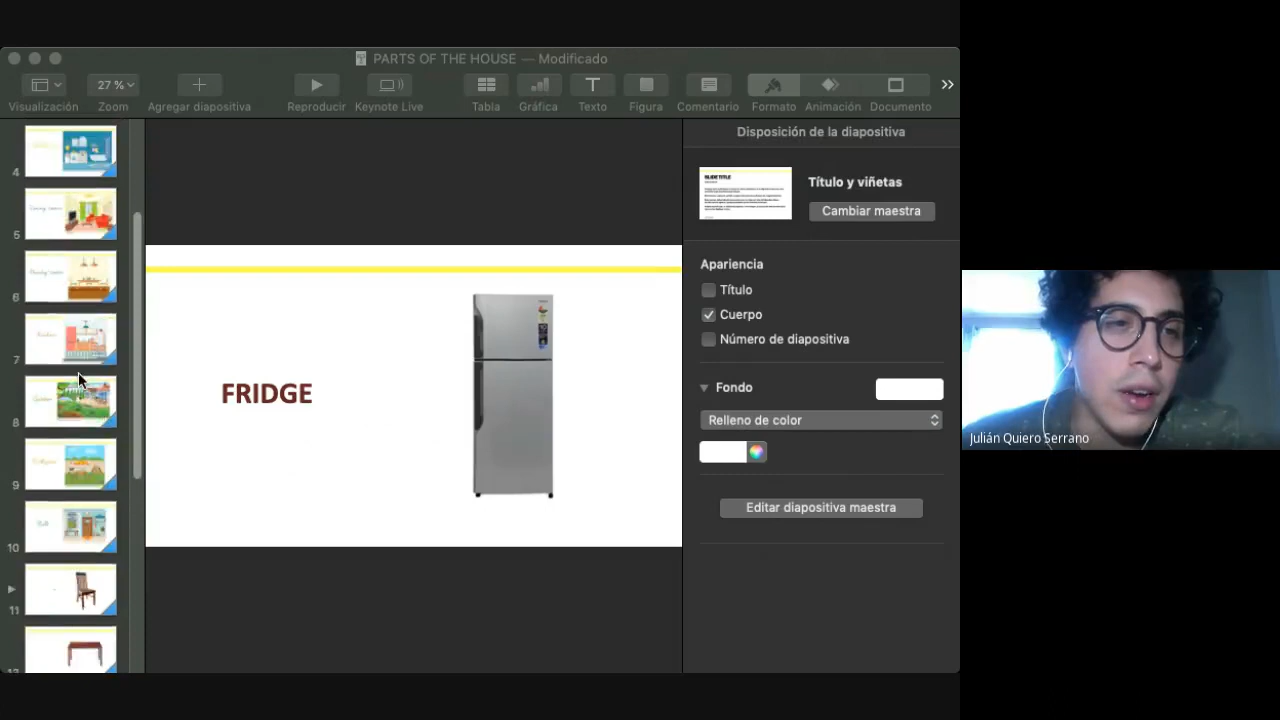 PARTS OF THE HOUSE — Modificado
27 %
Visualización Zoom Agregar diapositiva Reproducir Keynote Live Tabla Gráfica Texto Figura Comentario Formato Animación Documento
Disposición de la diapositiva
SLIDE TITLE
Título y viñetas
Cambiar maestra
Apariencia
Título
Cuerpo
Número de diapositiva
Fondo
Relleno de color
Editar diapositiva maestra
4
5
6
7
8
9
10
11
FRIDGE
Julián Quiero Serrano